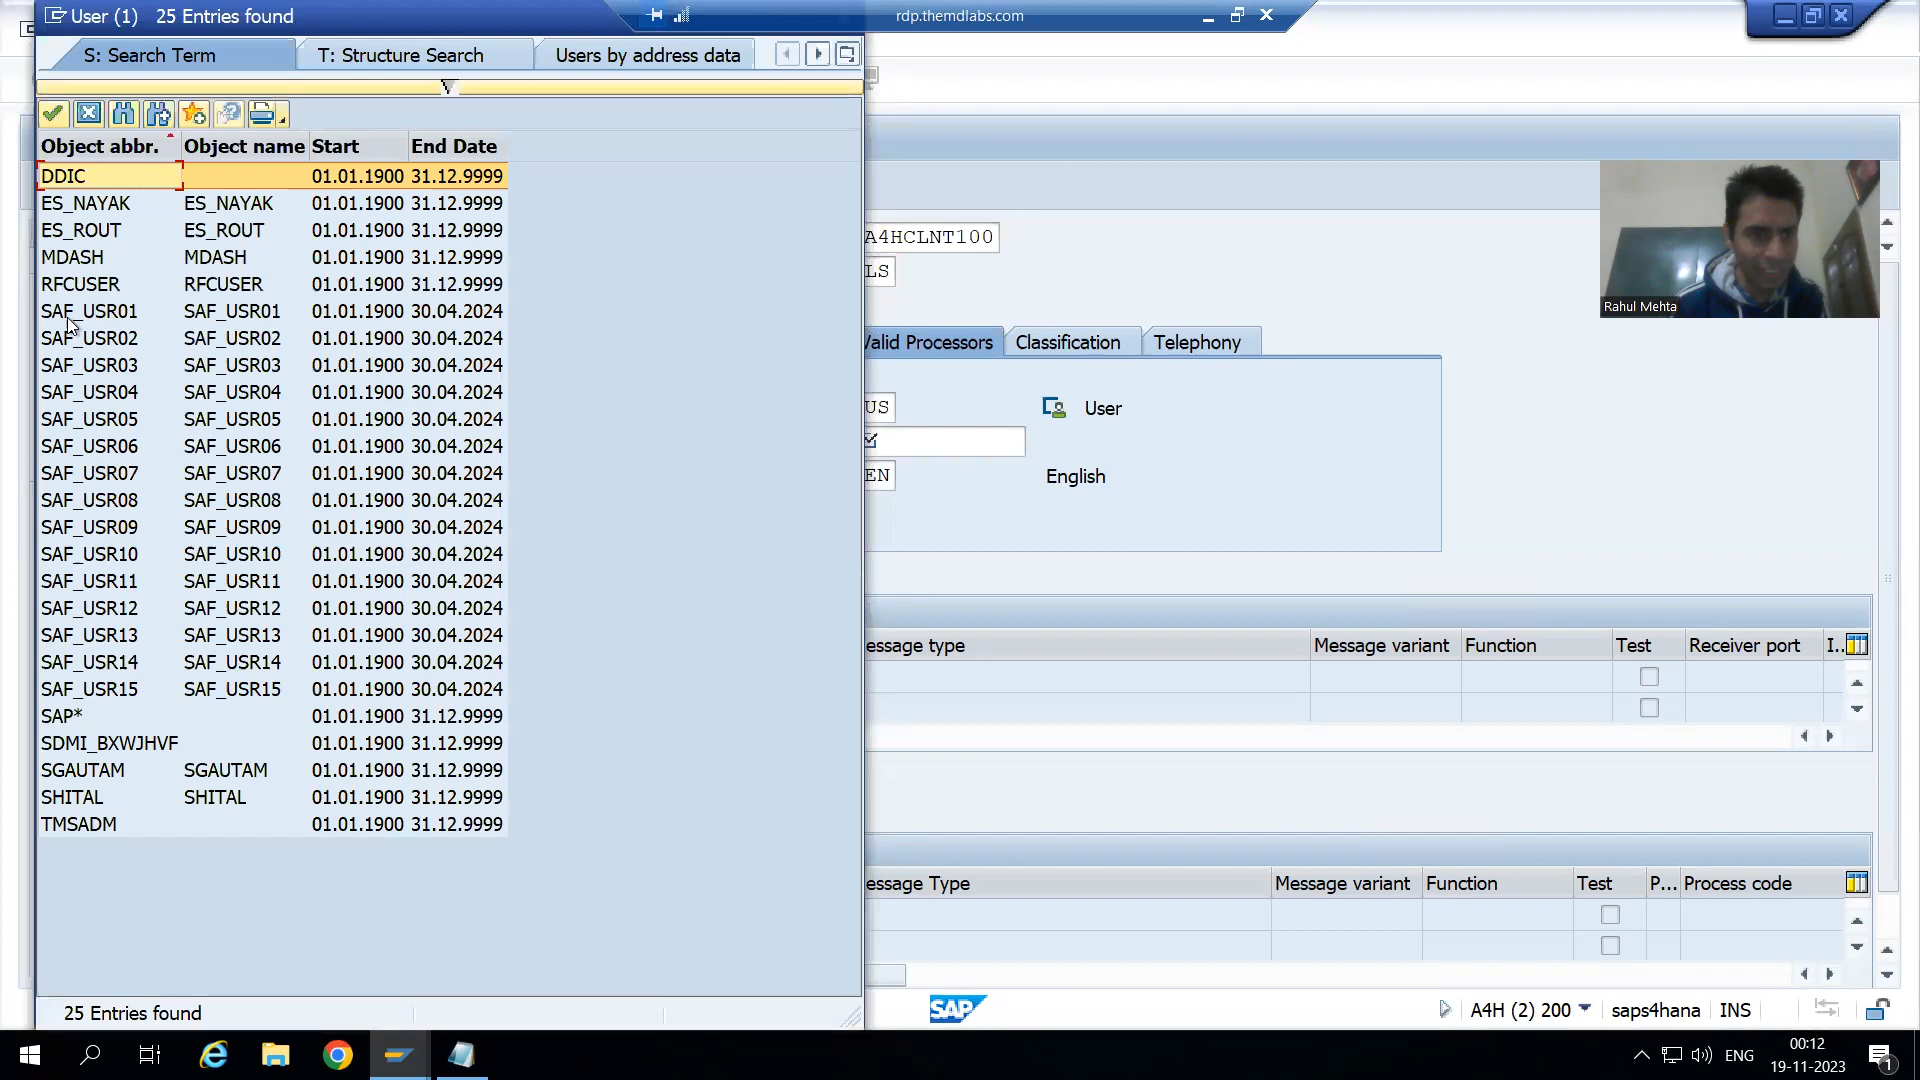 User (1) 25 Entries found
rdp.themdlabs.com
S: Search Term
T: Structure Search
Users by address data
Object abbr. Object name Start End Date
DDIC 01.01.1900 31.12.9999
ES_NAYAK ES_NAYAK 01.01.1900 31.12.9999
ES_ROUT ES_ROUT 01.01.1900 31.12.9999
MDASH MDASH 01.01.1900 31.12.9999
RFCUSER RFCUSER 01.01.1900 31.12.9999
SAF_USR01 SAF_USR01 01.01.1900 30.04.2024
SAF_USR02 SAF_USR02 01.01.1900 30.04.2024
SAF_USR03 SAF_USR03 01.01.1900 30.04.2024
SAF_USR04 SAF_USR04 01.01.1900 30.04.2024
SAF_USR05 SAF_USR05 01.01.1900 30.04.2024
SAF_USR06 SAF_USR06 01.01.1900 30.04.2024
SAF_USR07 SAF_USR07 01.01.1900 30.04.2024
SAF_USR08 SAF_USR08 01.01.1900 30.04.2024
SAF_USR09 SAF_USR09 01.01.1900 30.04.2024
SAF_USR10 SAF_USR10 01.01.1900 30.04.2024
SAF_USR11 SAF_USR11 01.01.1900 30.04.2024
SAF_USR12 SAF_USR12 01.01.1900 30.04.2024
SAF_USR13 SAF_USR13 01.01.1900 30.04.2024
SAF_USR14 SAF_USR14 01.01.1900 30.04.2024
SAF_USR15 SAF_USR15 01.01.1900 30.04.2024
SAP* 01.01.1900 31.12.9999
SDMI_BXWJHVF 01.01.1900 31.12.9999
SGAUTAM SGAUTAM 01.01.1900 31.12.9999
SHITAL SHITAL 01.01.1900 31.12.9999
TMSADM 01.01.1900 31.12.9999
25 Entries found
A4HCLNT100
LS
Rahul Mehta
Valid Processors Classification Telephony
US User
EN English
essage type Message variant Function Test Receiver port I..
essage Type Message variant Function Test P... Process code
SAP
A4H (2) 200 saps4hana INS
ENG
00:12
19-11-2023
1